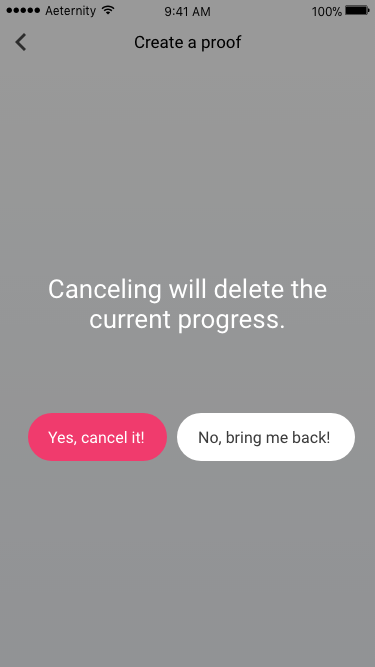 Aeternity 9:41 AM 100%
Create a proof
Canceling will delete the
current progress.
Yes, cancel it! No, bring me back!